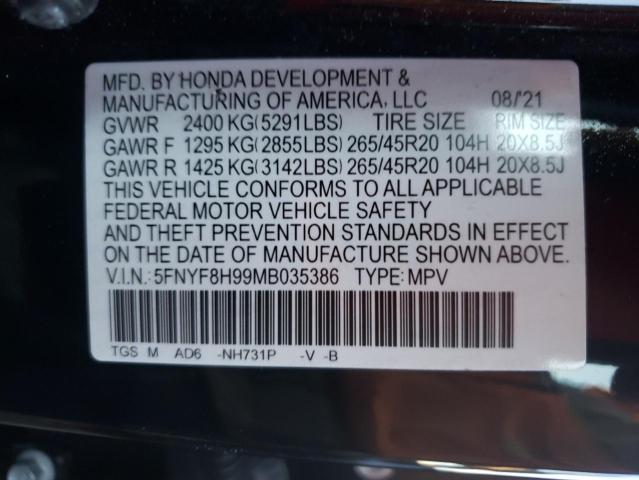 MFD. BY HONDA DEVELOPMENT &
MANUFACTURING OF AMERICA, LLC 08/'21
GVWR 2400 KG(5291LBS) TIRE SIZE RIM SIZE
GAWR F 1295 KG(2855LBS) 265/45R20 104H 20X8.5J
GAWR R 1425 KG(3142LBS) 265/45R20 104H 20X8.5J
THIS VEHICLE CONFORMS TO ALL APPLICABLE
FEDERAL MOTOR VEHICLE SAFETY
AND THEFT PREVENTION STANDARDS IN EFFECT
ON THE DATE OF MANUFACTURE SHOWN ABOVE.
V.I.N.: 5FNYF8H99MB035386 TYPE: MPV
TGS M AD6 -NH731P -V -B